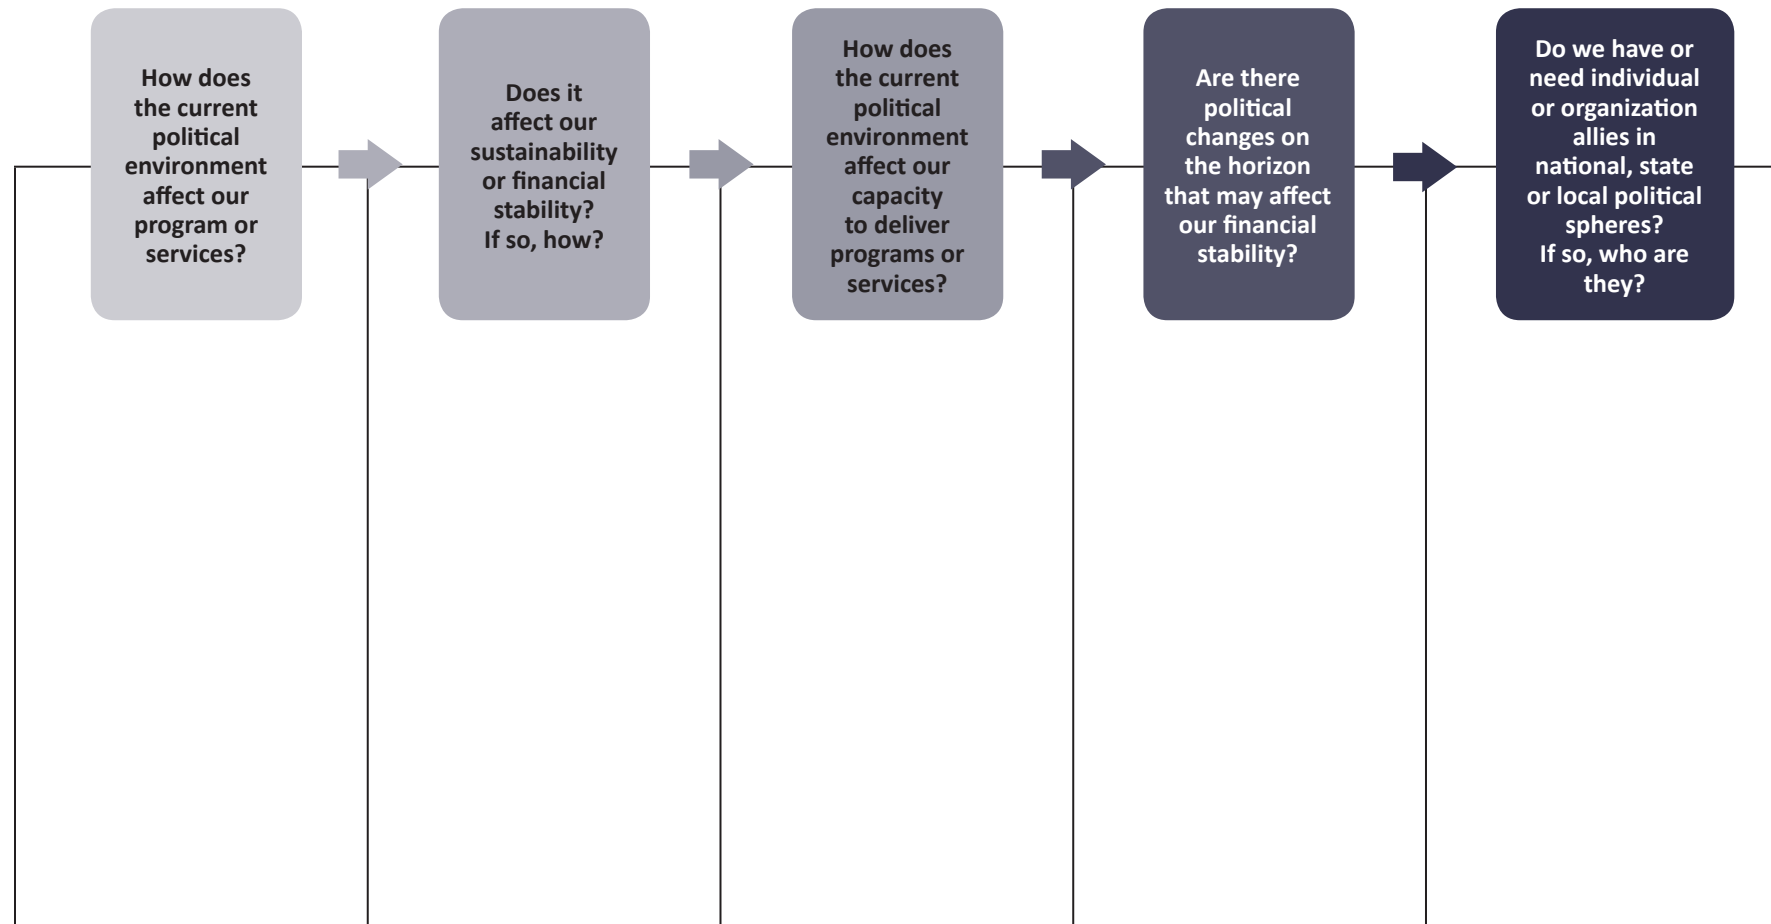 How does
the current
political
environment
affect our
program or
services?
Does it
affect our
sustainability
or financial
stability?
If so, how?
How does
the current
political
environment
affect our
capacity
to deliver
programs or
services?
Are there
political
changes on
the horizon
that may affect
our financial
stability?
Do we have or
need individual
or organization
allies in
national, state
or local political
spheres?
If so, who are
they?